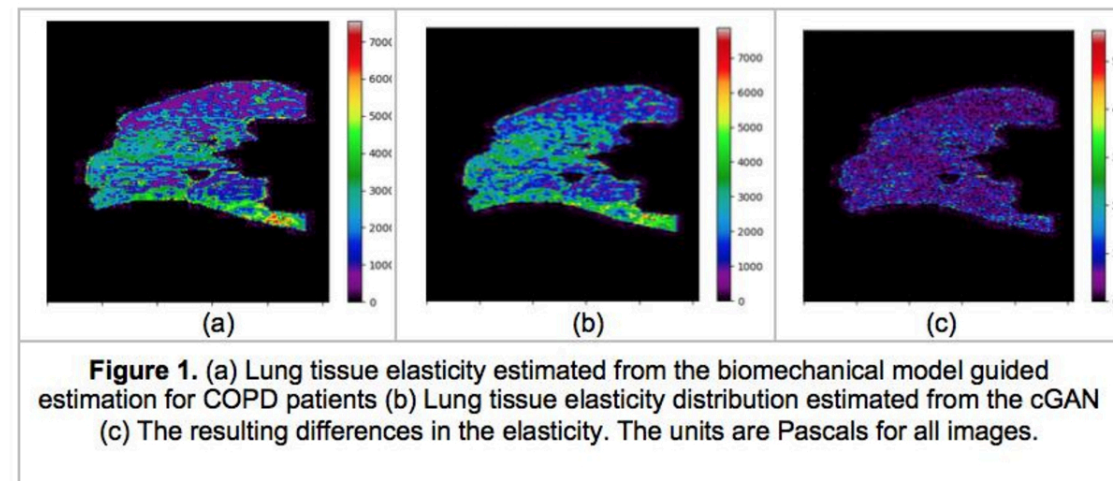 7000
6000
5000
4000
3000
2000
1000
0
(a)
7000
6000
5000
4000
3000
2000
1000
0
(b)
(c)
Figure 1. (a) Lung tissue elasticity estimated from the biomechanical model guided
estimation for COPD patients (b) Lung tissue elasticity distribution estimated from the cGAN
(c) The resulting differences in the elasticity. The units are Pascals for all images.